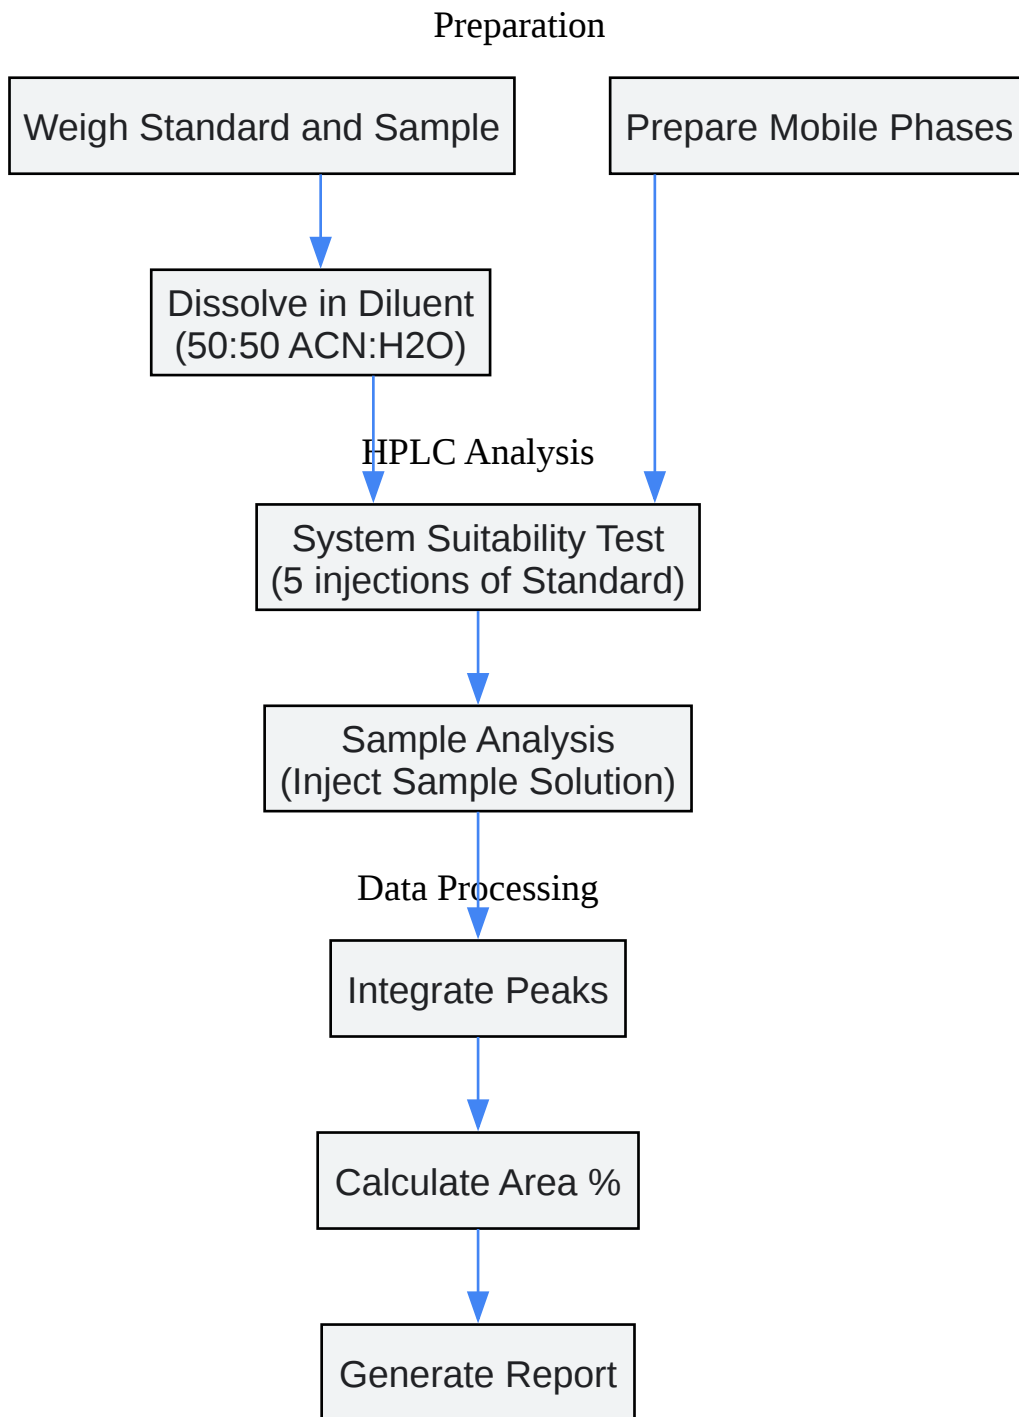 Preparation
Weigh Standard and Sample
Prepare Mobile Phases
Dissolve in Diluent
(50:50 ACN:H2O)
HPLC Analysis
System Suitability Test
(5 injections of Standard)
Sample Analysis
(Inject Sample Solution)
Data Processing
Integrate Peaks
Calculate Area %
Generate Report